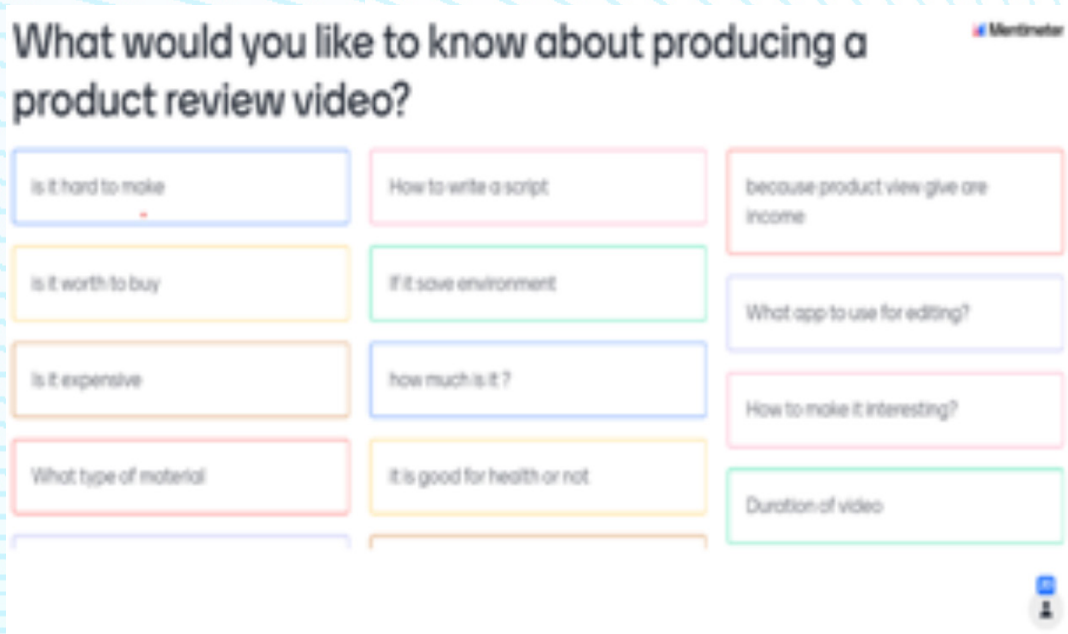 What would you like to know about producing a
product review video?
Mentimeter
is it hard to make
is it worth to buy
Is it expensive
What type of material
How to write a script
If it save environment
how much is it ?
it is good for health or not
because product view give are
income
What app to use for editing?
How to make it interesting?
Duration of video